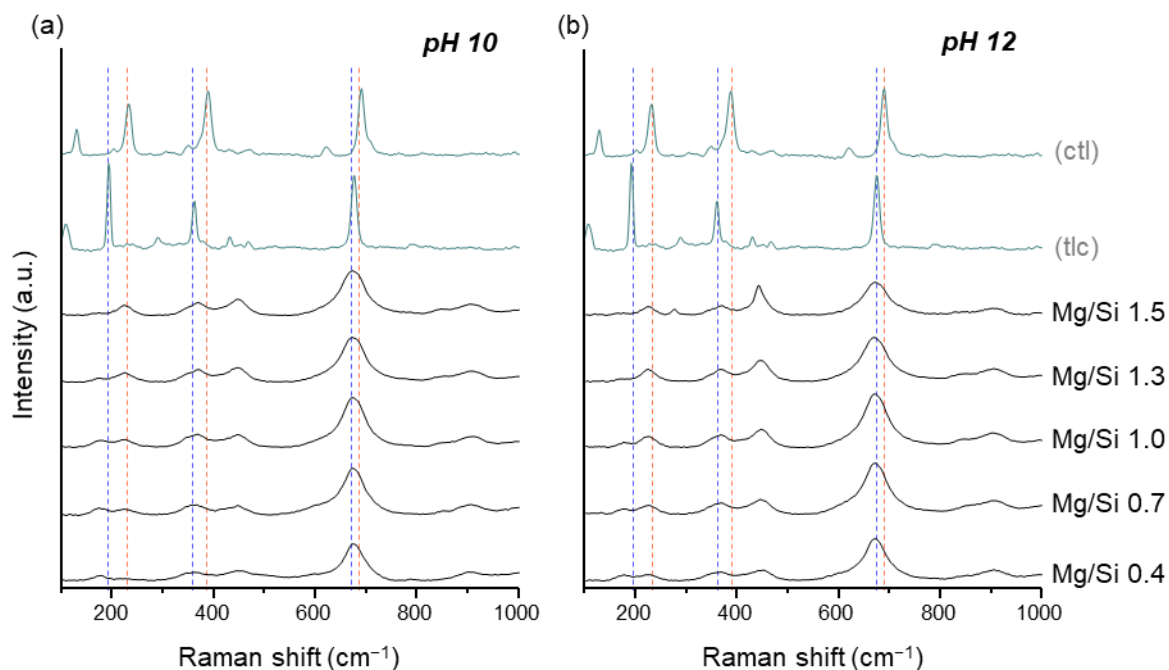 (a)
pH 10
(b)
pH 12
(ctl)
(tlc)
Mg/Si 1.5
Mg/Si 1.3
Mg/Si 1.0
Mg/Si 0.7
Mg/Si 0.4
Intensity (a.u.)
200 400 600 800 1000
200 400 600 800 1000
Raman shift (cm⁻¹)
Raman shift (cm⁻¹)